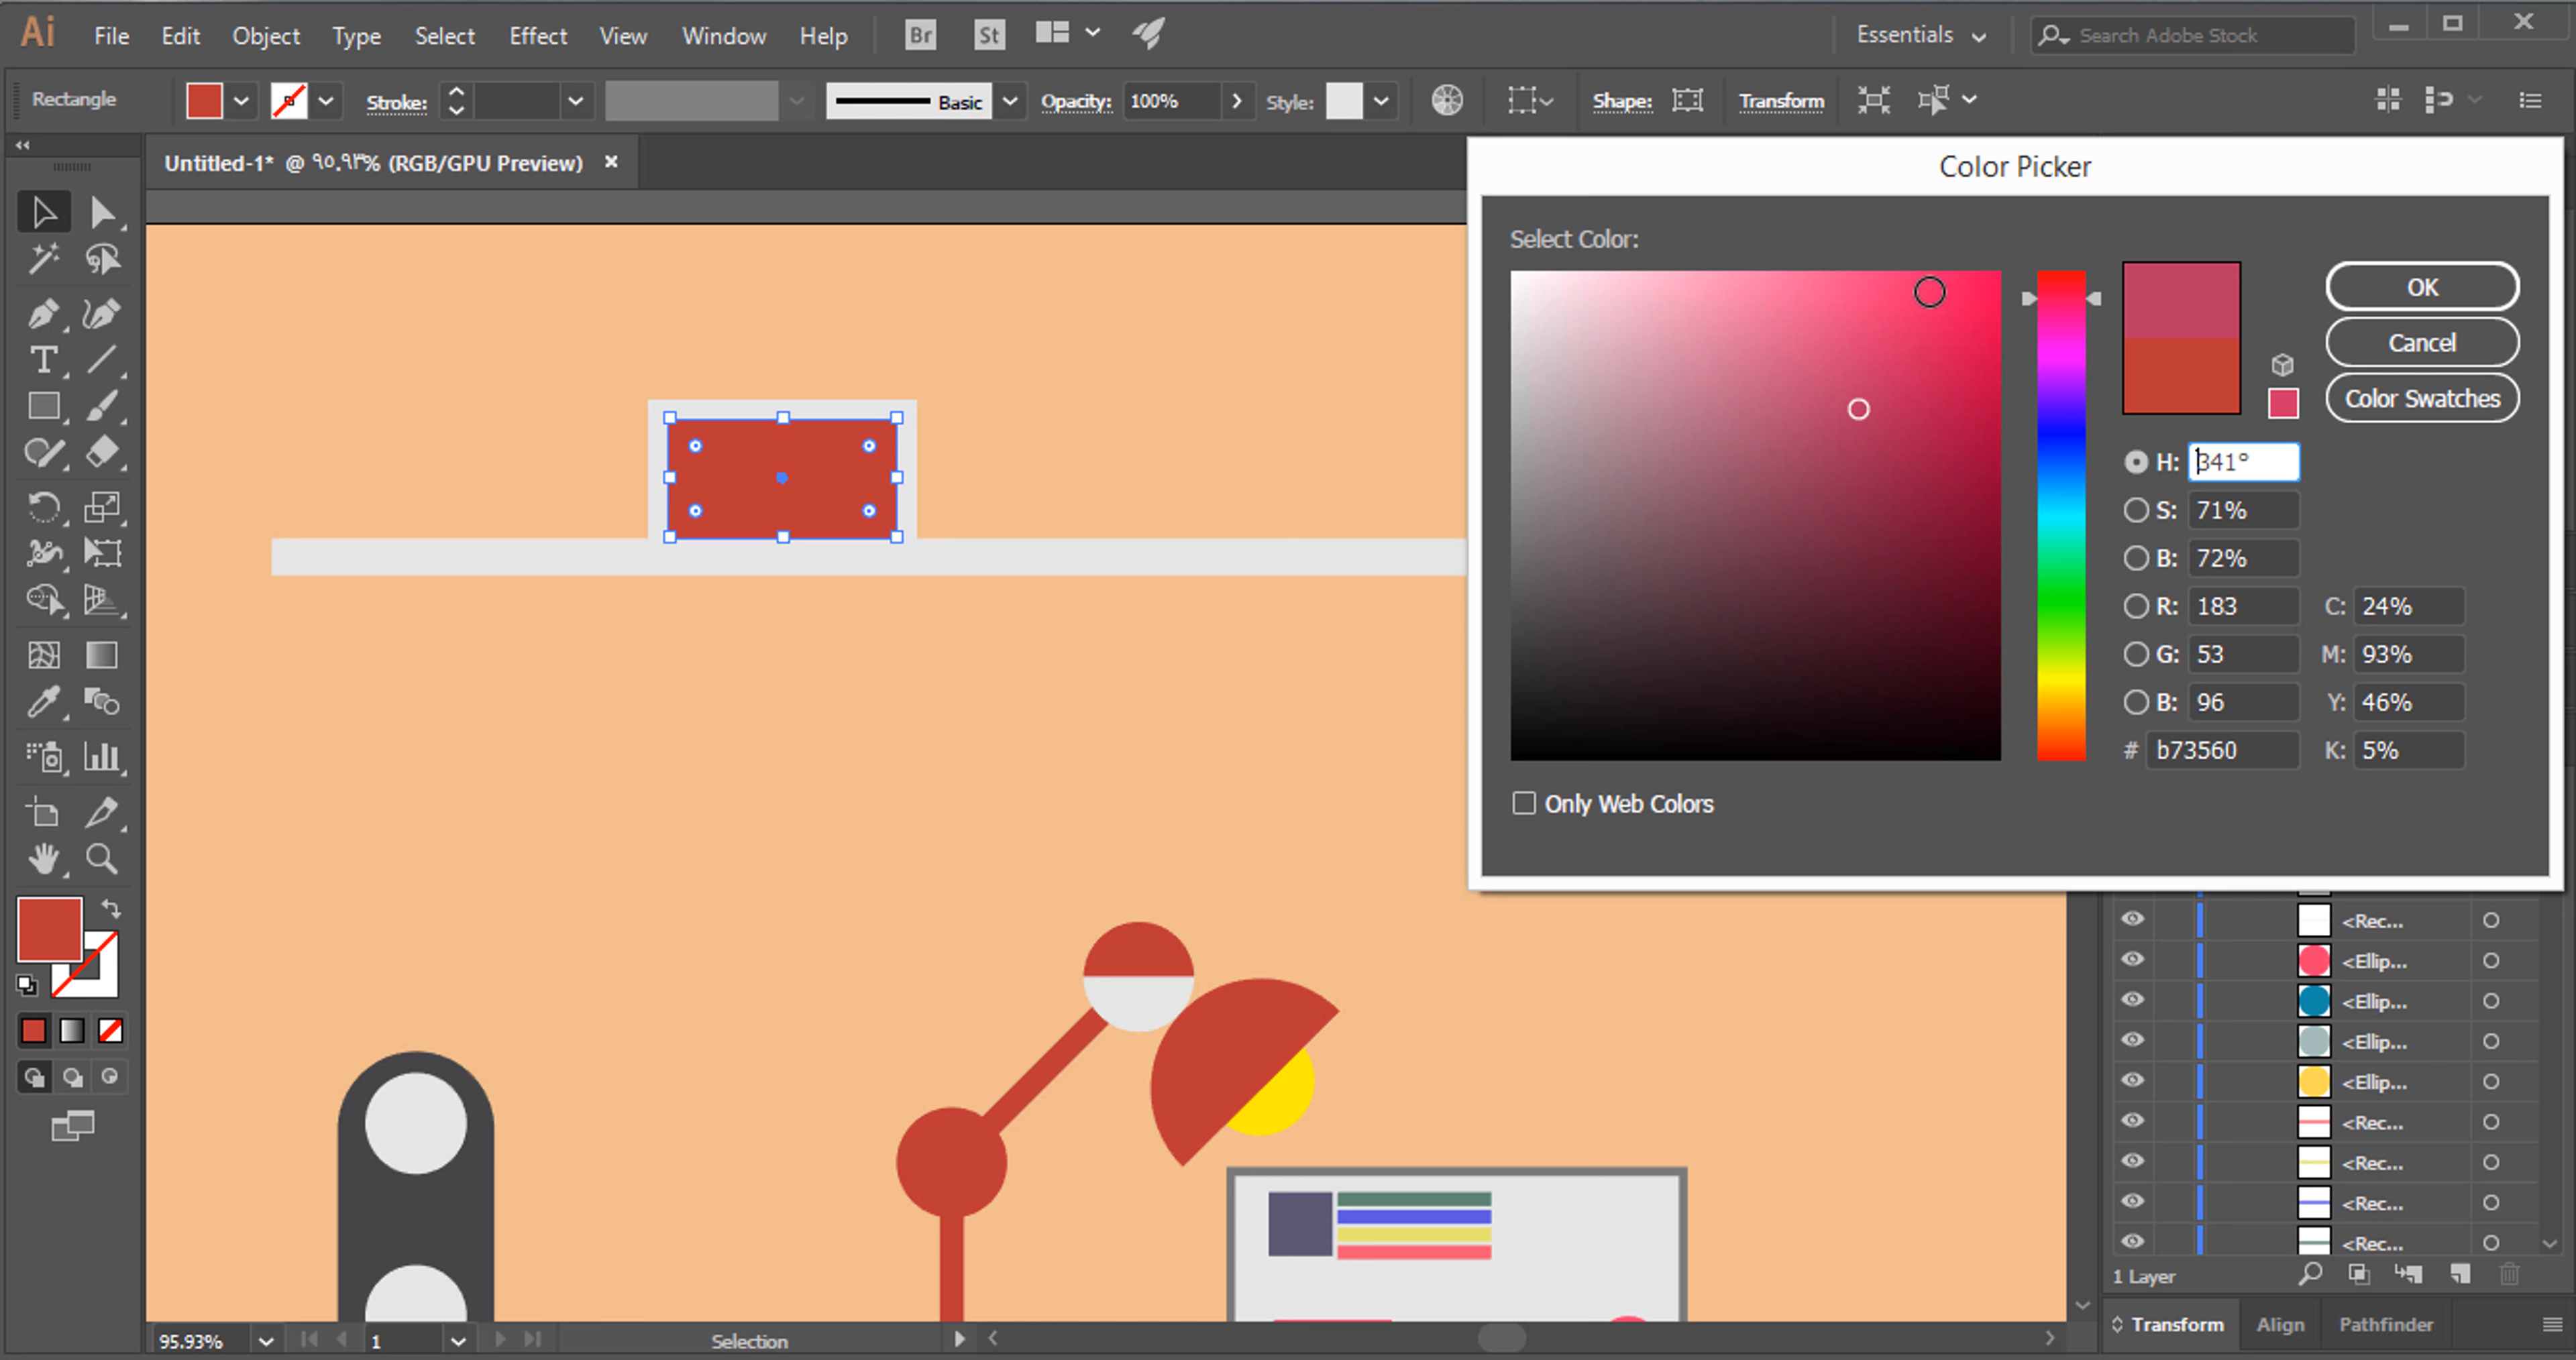 Ai File Edit Object Type Select Effect View Window Help Br St Essentials Search Adobe Stock
Rectangle Stroke: Basic Opacity: 100% Style: Shape: Transform
Untitled-1* @ ٩٥.٩٣% (RGB/GPU Preview) ×
Color Picker
Select Color:
OK
Cancel
Color Swatches
H: 341°
S: 71%
B: 72%
R: 183 C: 24%
G: 53 M: 93%
B: 96 Y: 46%
# b73560 K: 5%
Only Web Colors
T
<Rec...
<Ellip...
<Ellip...
<Ellip...
<Ellip...
<Rec...
<Rec...
<Rec...
<Rec...
1 Layer
Transform Align Pathfinder
95.93% 1 Selection